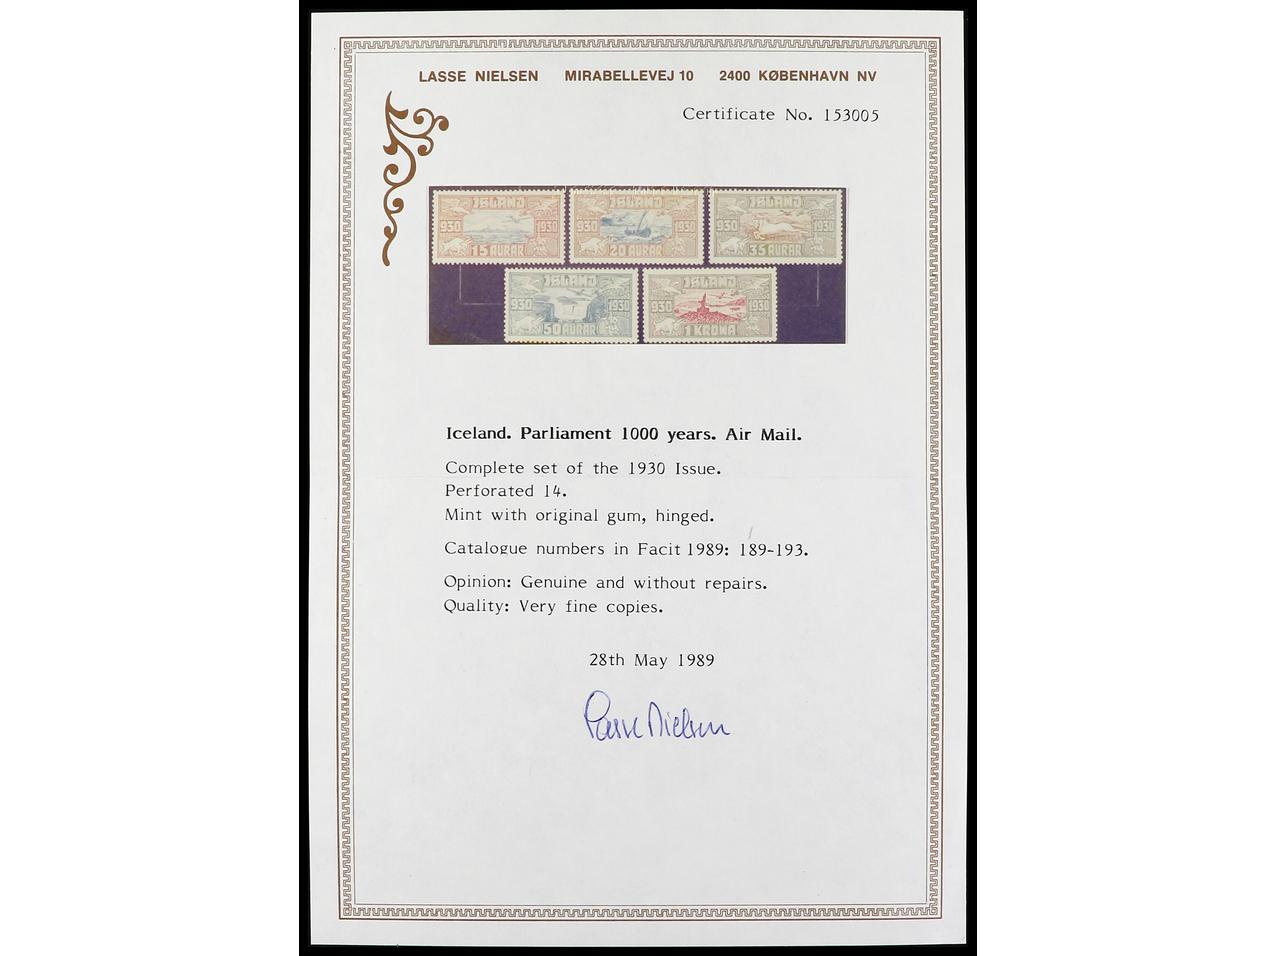 LASSE NIELSEN MIRABELLEVEJ 10 2400 KØBENHAVN NV
Certificate No. 153005
ISLAND ISLAND ISLAND
930 1930 930 1930 930 1930
15 AURAR 20 AURAR 35 AURAR
ISLAND ISLAND
930 1930 930 1930
50 AURAR 1 KRONA
Iceland. Parliament 1000 years. Air Mail.
Complete set of the 1930 Issue.
Perforated 14.
Mint with original gum, hinged.
Catalogue numbers in Facit 1989: 189-193.
Opinion: Genuine and without repairs.
Quality: Very fine copies.
28th May 1989
Lasse Nielsen